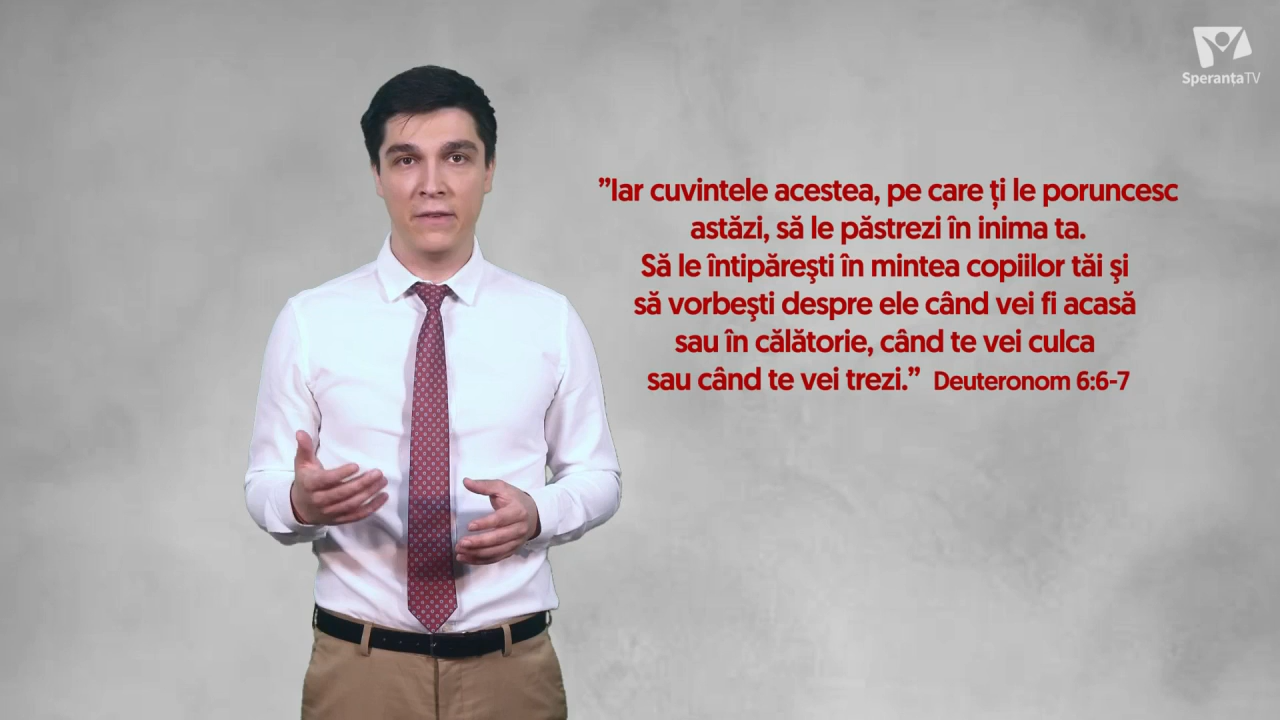 SperanțaTV
”Iar cuvintele acestea, pe care ți le poruncesc
astăzi, să le păstrezi în inima ta.
Să le întipăreşti în mintea copiilor tăi şi
să vorbeşti despre ele când vei fi acasă
sau în călătorie, când te vei culca
sau când te vei trezi.” Deuteronom 6:6-7